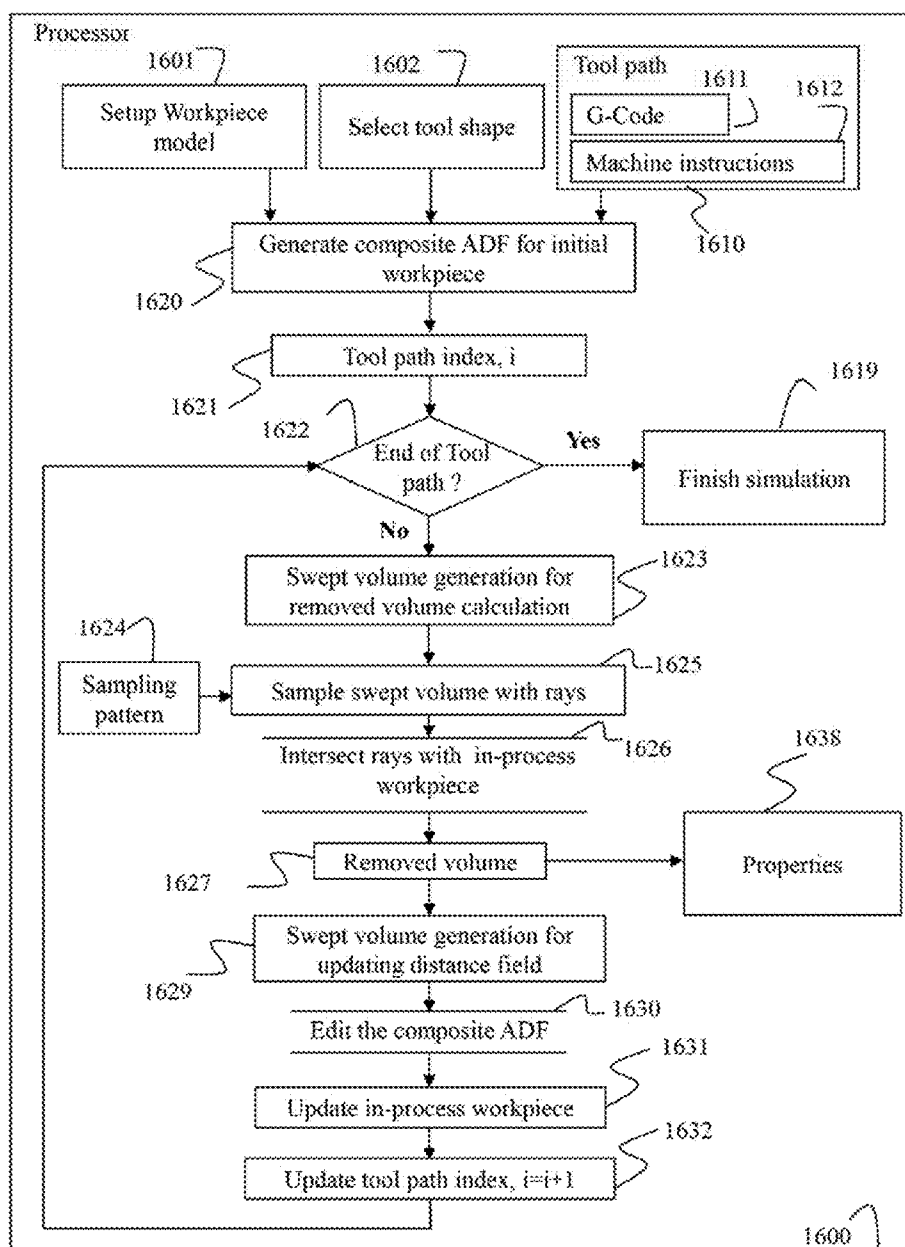 Processor
1601
Setup Workpiece
model
1602
Select tool shape
Tool path
1611
1612
G-Code
Machine instructions
1610
Generate composite ADF for initial
workpiece
1620
Tool path index, i
1621
1622
End of Tool
path ?
Yes
1619
Finish simulation
No
Swept volume generation for
removed volume calculation
1623
1624
Sampling
pattern
1625
Sample swept volume with rays
1626
Intersect rays with in-process
workpiece
1638
Removed volume
1627
Properties
Swept volume generation for
updating distance field
1629
1630
Edit the composite ADF
1631
Update in-process workpiece
1632
Update tool path index, i=i+1
1600